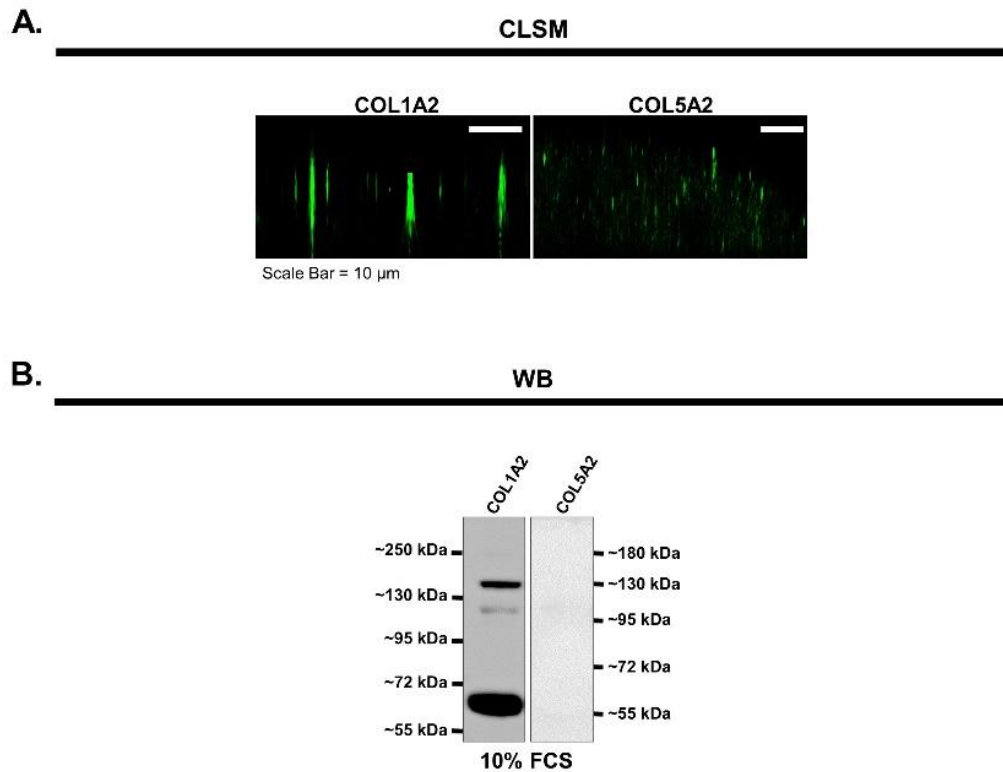 A.
CLSM
COL1A2 COL5A2
Scale Bar = 10 µm
B.
WB
COL1A2 COL5A2
~250 kDa ~180 kDa
~130 kDa ~130 kDa
~95 kDa ~95 kDa
~72 kDa ~72 kDa
~55 kDa ~55 kDa
10% FCS